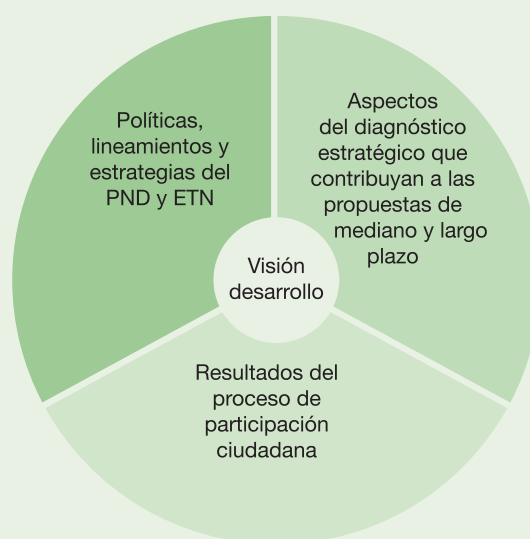 Políticas,
lineamientos y
estrategias del
PND y ETN
Aspectos
del diagnóstico
estratégico que
contribuyan a las
propuestas de
mediano y largo
plazo
Visión
desarrollo
Resultados del
proceso de
participación
ciudadana